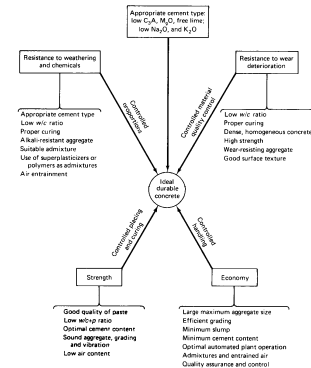 Appropriate cement type:
low C₃A, MgO, free lime;
low Na₂O, and K₂O
Resistance to weathering
and chemicals
Resistance to wear
deterioration
Appropriate cement type
Low w/c ratio
Proper curing
Alkali-resistant aggregate
Suitable admixture
Use of superplasticizers or
polymers as admixtures
Air entrainment
Controlled
proportions
Controlled material
quality control
Low w/c ratio
Proper curing
Dense, homogeneous concrete
High strength
Wear-resisting aggregate
Good surface texture
Ideal
durable
concrete
Controlled placing
and curing
Controlled
handling
Strength
Economy
Good quality of paste
Low w/c+p ratio
Optimal cement content
Sound aggregate, grading
and vibration
Low air content
Large maximum aggregate size
Efficient grading
Minimum slump
Minimum cement content
Optimal automated plant operation
Admixtures and entrained air
Quality assurance and control